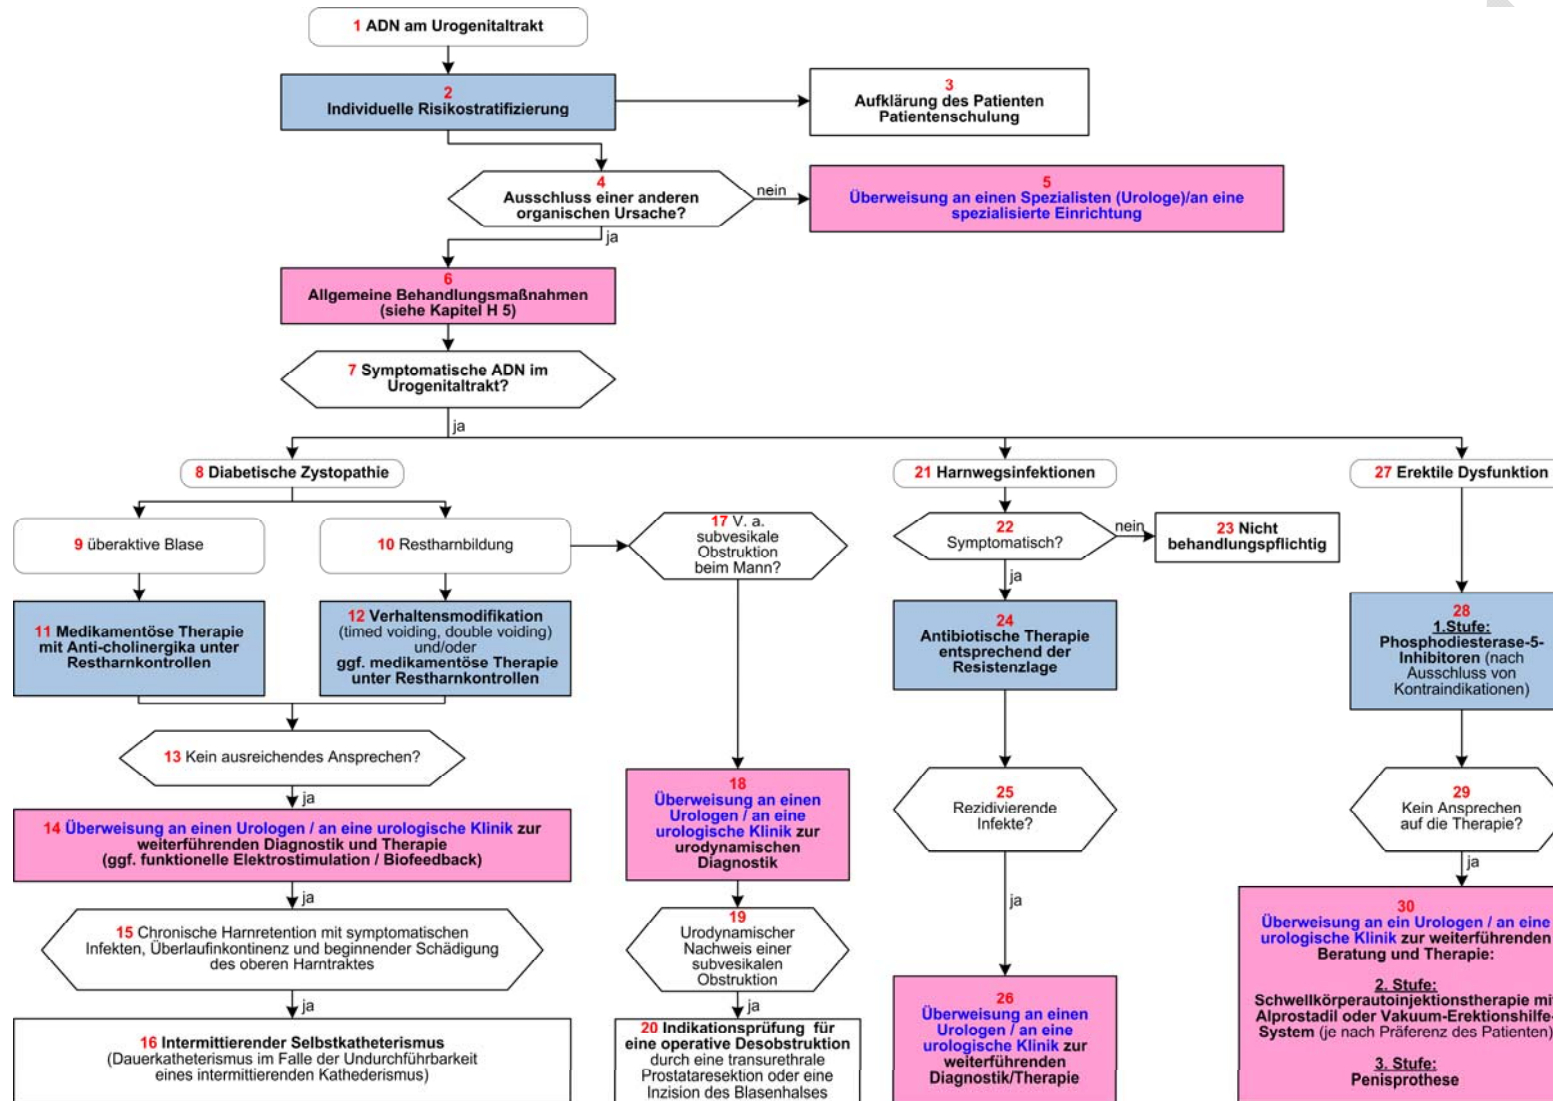 1 ADN am Urogenitaltrakt
2
Individuelle Risikostratifizierung
3
Aufklärung des Patienten
Patientenschulung
4
Ausschluss einer anderen
organischen Ursache?
nein
5
Überweisung an einen Spezialisten (Urologe)/an eine
spezialisierte Einrichtung
ja
6
Allgemeine Behandlungsmaßnahmen
(siehe Kapitel H 5)
7 Symptomatische ADN im
Urogenitaltrakt?
ja
8 Diabetische Zystopathie
9 überaktive Blase
10 Restharnbildung
11 Medikamentöse Therapie
mit Anti-cholinergika unter
Restharnkontrollen
12 Verhaltensmodifikation
(timed voiding, double voiding)
und/oder
ggf. medikamentöse Therapie
unter Restharnkontrollen
13 Kein ausreichendes Ansprechen?
ja
14 Überweisung an einen Urologen / an eine urologische Klinik zur
weiterführenden Diagnostik und Therapie
(ggf. funktionelle Elektrostimulation / Biofeedback)
ja
15 Chronische Harnretention mit symptomatischen
Infekten, Überlaufinkontinenz und beginnender Schädigung
des oberen Harntraktes
ja
16 Intermittierender Selbstkatheterismus
(Dauerkatheterismus im Falle der Undurchführbarkeit
eines intermittierenden Kathederismus)
17 V. a.
subvesikale
Obstruktion
beim Mann?
18
Überweisung an einen
Urologen / an eine
urologische Klinik zur
urodynamischen
Diagnostik
19
Urodynamischer
Nachweis einer
subvesikalen
Obstruktion
ja
20 Indikationsprüfung für
eine operative Desobstruktion
durch eine transurethrale
Prostataresektion oder eine
Inzision des Blasenhalses
21 Harnwegsinfektionen
22
Symptomatisch?
nein
23 Nicht
behandlungspflichtig
ja
24
Antibiotische Therapie
entsprechend der
Resistenzlage
25
Rezidivierende
Infekte?
ja
26
Überweisung an einen
Urologen / an eine
urologische Klinik zur
weiterführenden
Diagnostik/Therapie
27 Erektile Dysfunktion
28
1.Stufe:
Phosphodiesterase-5-
Inhibitoren (nach
Ausschluss von
Kontraindikationen)
29
Kein Ansprechen
auf die Therapie?
ja
30
Überweisung an ein Urologen / an eine
urologische Klinik zur weiterführenden
Beratung und Therapie:
2. Stufe:
Schwellkörperautoinjektionstherapie mit
Alprostadil oder Vakuum-Erektionshilfe-
System (je nach Präferenz des Patienten)
3. Stufe:
Penisprothese